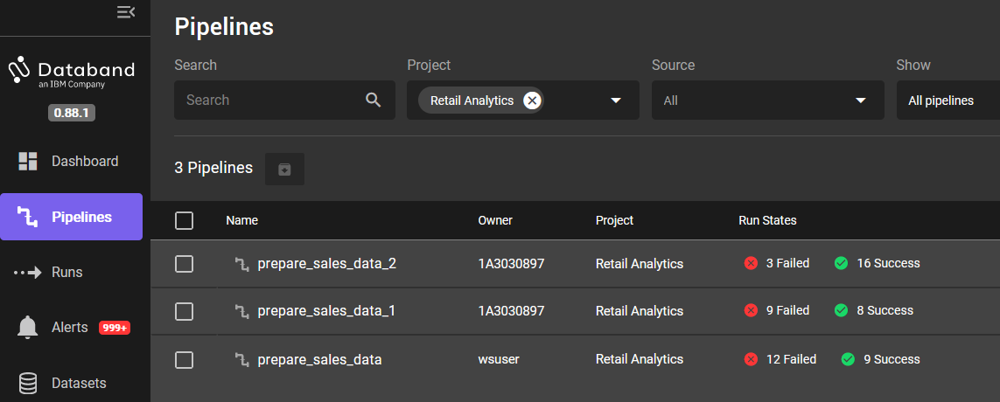 Databand
an IBM Company
0.88.1
Dashboard
Pipelines
Runs
Alerts 999+
Datasets
Pipelines
Search Project Source Show
Search Retail Analytics All All pipelines
3 Pipelines
Name Owner Project Run States
prepare_sales_data_2 1A3030897 Retail Analytics 3 Failed 16 Success
prepare_sales_data_1 1A3030897 Retail Analytics 9 Failed 8 Success
prepare_sales_data wsuser Retail Analytics 12 Failed 9 Success